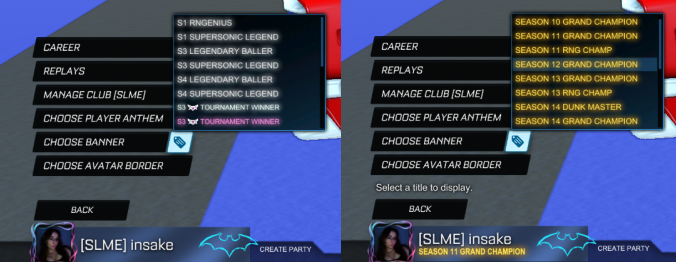 S1 RNGENIUS
S1 SUPERSONIC LEGEND
S3 LEGENDARY BALLER
S3 SUPERSONIC LEGEND
S4 LEGENDARY BALLER
S4 SUPERSONIC LEGEND
S3 TOURNAMENT WINNER
S3 TOURNAMENT WINNER
CAREER
REPLAYS
MANAGE CLUB [SLME]
CHOOSE PLAYER ANTHEM
CHOOSE BANNER
CHOOSE AVATAR BORDER
BACK
[SLME] insake
CREATE PARTY
SEASON 10 GRAND CHAMPION
SEASON 11 GRAND CHAMPION
SEASON 11 RNG CHAMP
SEASON 12 GRAND CHAMPION
SEASON 13 GRAND CHAMPION
SEASON 13 RNG CHAMP
SEASON 14 DUNK MASTER
SEASON 14 GRAND CHAMPION
CAREER
REPLAYS
MANAGE CLUB [SLME]
CHOOSE PLAYER ANTHEM
CHOOSE BANNER
CHOOSE AVATAR BORDER
Select a title to display.
BACK
[SLME] insake
SEASON 11 GRAND CHAMPION
CREATE PARTY